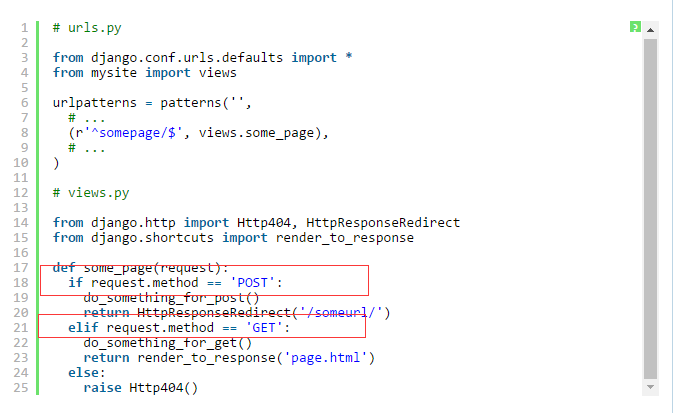 1 # urls.py
2
3 from django.conf.urls.defaults import *
4 from mysite import views
5
6 urlpatterns = patterns('',
7 # ...
8 (r'^somepage/$', views.some_page),
9 # ...
10 )
11
12 # views.py
13
14 from django.http import Http404, HttpResponseRedirect
15 from django.shortcuts import render_to_response
16
17 def some_page(request):
18 if request.method == 'POST':
19 do_something_for_post()
20 return HttpResponseRedirect('/someurl/')
21 elif request.method == 'GET':
22 do_something_for_get()
23 return render_to_response('page.html')
24 else:
25 raise Http404()